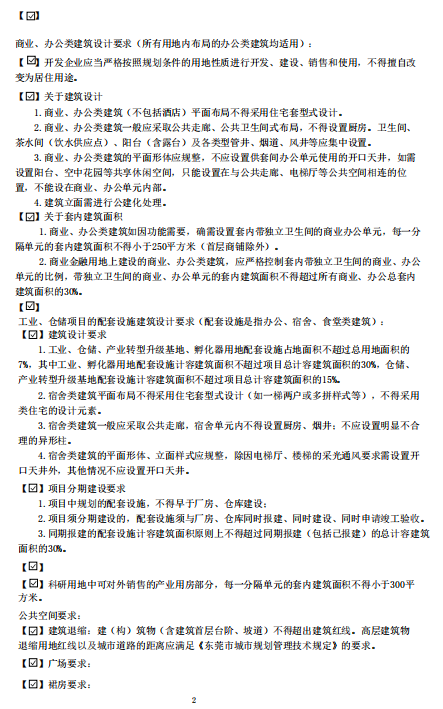 【☑】
商业、办公类建筑设计要求（所有用地内布局的办公类建筑均适用）：
【☑】开发企业应当严格按照规划条件的用地性质进行开发、建设、销售和使用，不得擅自改
变为居住用途。
【☑】关于建筑设计
1.商业、办公类建筑（不包括酒店）平面布局不得采用住宅套型式设计。
2.商业、办公类建筑一般应采取公共走廊、公共卫生间式布局，不得设置厨房。卫生间、
茶水间（饮水供应点）、阳台（含露台）及各类型管井、烟道、风井等应集中设置。
3.商业、办公类建筑的平面形体应规整，不应设置供套间办公单元使用的开口天井，如需
设置阳台、空中花园等共享休闲空间，只能设置在与公共走廊、电梯厅等公共空间相连的位
置，不能设在商业、办公单元内部。
4.建筑立面需进行公建化处理。
【☑】关于套内建筑面积
1.商业、办公类建筑如因功能需要，确需设置套内带独立卫生间的商业办公单元，每一分
隔单元的套内建筑面积不得小于250平方米（首层商铺除外）。
2.商业金融用地上建设的商业、办公类建筑，应严格控制套内带独立卫生间的商业、办公
单元的比例，带独立卫生间的商业、办公单元的套内建筑面积不得超过所有商业、办公总套内
建筑面积的30%。
【☑】
工业、仓储项目的配套设施建筑设计要求（配套设施是指办公、宿舍、食堂类建筑）：
【☑】建筑设计要求
1.工业、仓储、产业转型升级基地、孵化器用地配套设施占地面积不超过总用地面积的
7%，其中工业、孵化器用地配套设施计容建筑面积不超过项目总计容建筑面积的30%，仓储、
产业转型升级基地配套设施计容建筑面积不超过项目总计容建筑面积的15%。
2.宿舍类建筑平面布局不得采用住宅套型式设计（如一梯两户或多拼样式等），不得采用
类住宅的设计元素。
3.宿舍类建筑一般应采取公共走廊，宿舍单元内不得设置厨房、烟井；不应设置明显不合
理的异形柱。
4.宿舍类建筑的平面形体、立面样式应规整，除因电梯厅、楼梯的采光通风要求需设置开
口天井外，其他情况不应设置开口天井。
【☑】项目分期建设要求
1.项目中规划的配套设施，不得早于厂房、仓库建设；
2.项目须分期建设的，配套设施须与厂房、仓库同时报建、同时建设、同时申请竣工验收。
3.同期报建的配套设施计容建筑面积原则上不得超过同期报建（包括已报建）的总计容建筑
面积的30%。
【☑】
【☑】科研用地中可对外销售的产业用房部分，每一分隔单元的套内建筑面积不得小于300平
方米。
公共空间要求：
【☑】建筑退缩：建（构）筑物（含建筑首层台阶、坡道）不得超出建筑红线。高层建筑物
退缩用地红线以及城市道路的距离应满足《东莞市城市规划管理技术规定》的要求。
【☑】广场要求：
【☑】裙房要求：
2